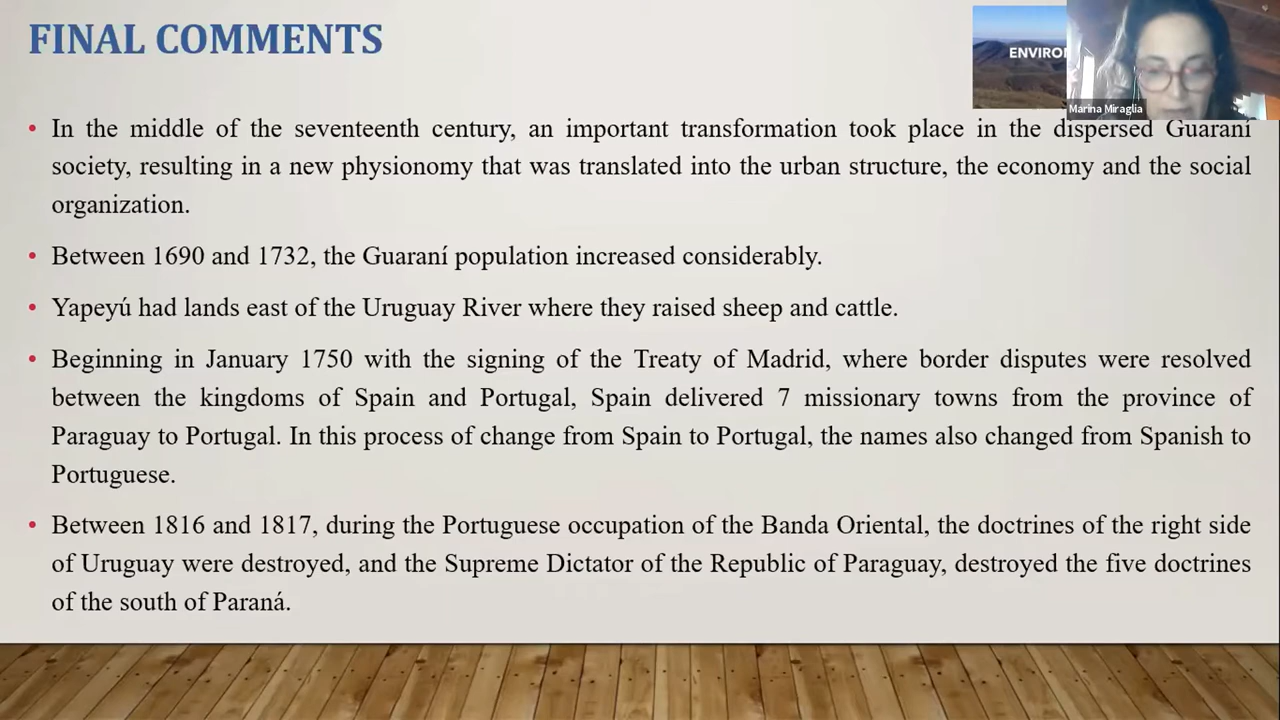 FINAL COMMENTS
ENVIRO
Marina Miraglia
• In the middle of the seventeenth century, an important transformation took place in the dispersed Guaraní
society, resulting in a new physionomy that was translated into the urban structure, the economy and the social
organization.
• Between 1690 and 1732, the Guaraní population increased considerably.
• Yapeyú had lands east of the Uruguay River where they raised sheep and cattle.
• Beginning in January 1750 with the signing of the Treaty of Madrid, where border disputes were resolved
between the kingdoms of Spain and Portugal, Spain delivered 7 missionary towns from the province of
Paraguay to Portugal. In this process of change from Spain to Portugal, the names also changed from Spanish to
Portuguese.
• Between 1816 and 1817, during the Portuguese occupation of the Banda Oriental, the doctrines of the right side
of Uruguay were destroyed, and the Supreme Dictator of the Republic of Paraguay, destroyed the five doctrines
of the south of Paraná.